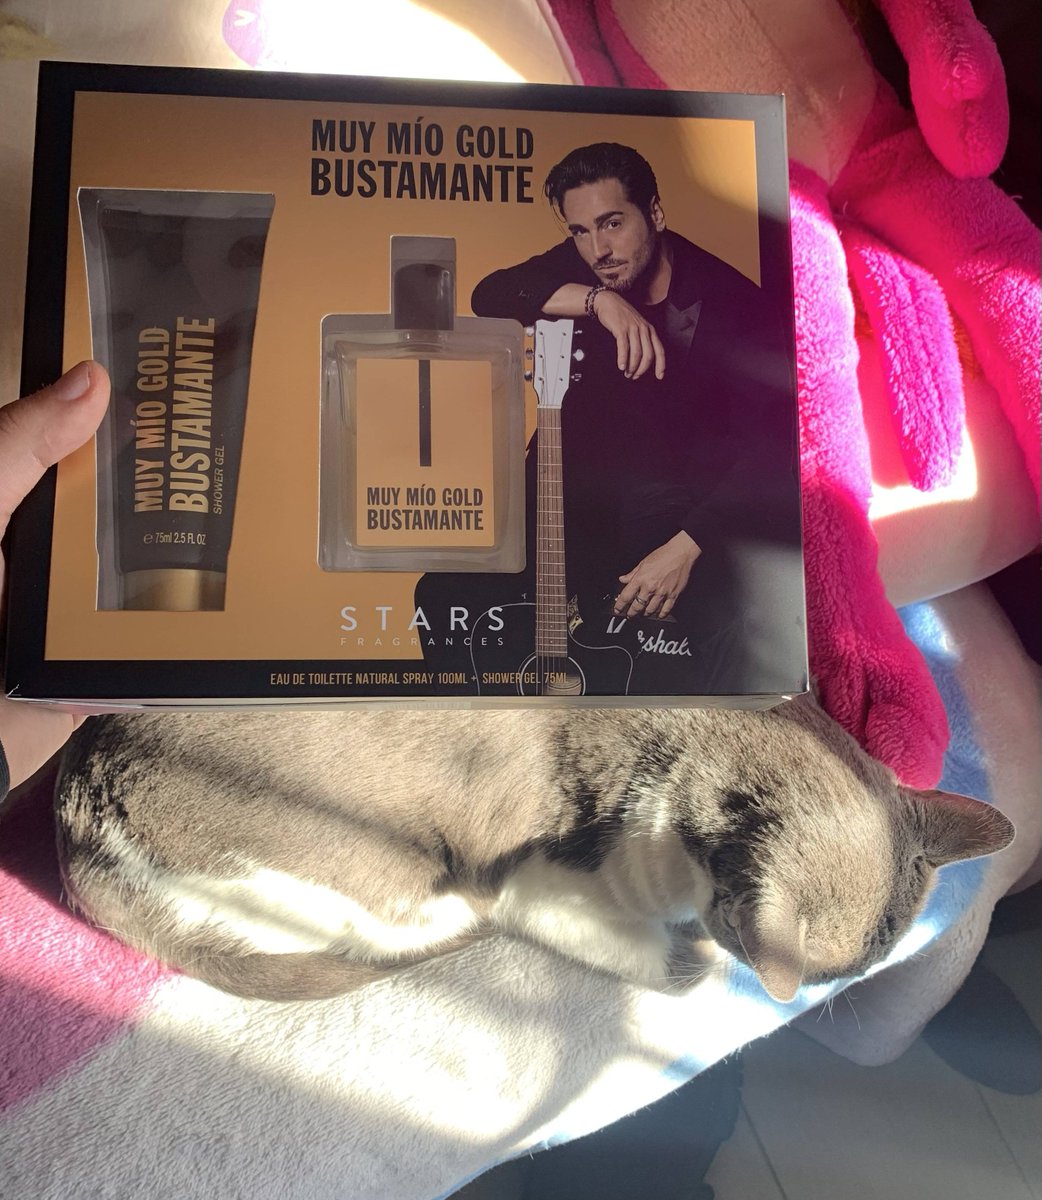 MUY MÍO GOLD
BUSTAMANTE
MUY MÍO GOLD
BUSTAMANTE
SHOWER GEL
e 75ml 2.5 FL OZ
MUY MÍO GOLD
BUSTAMANTE
STARS
FRAGRANCES
EAU DE TOILETTE NATURAL SPRAY 100ML + SHOWER GEL 75ML